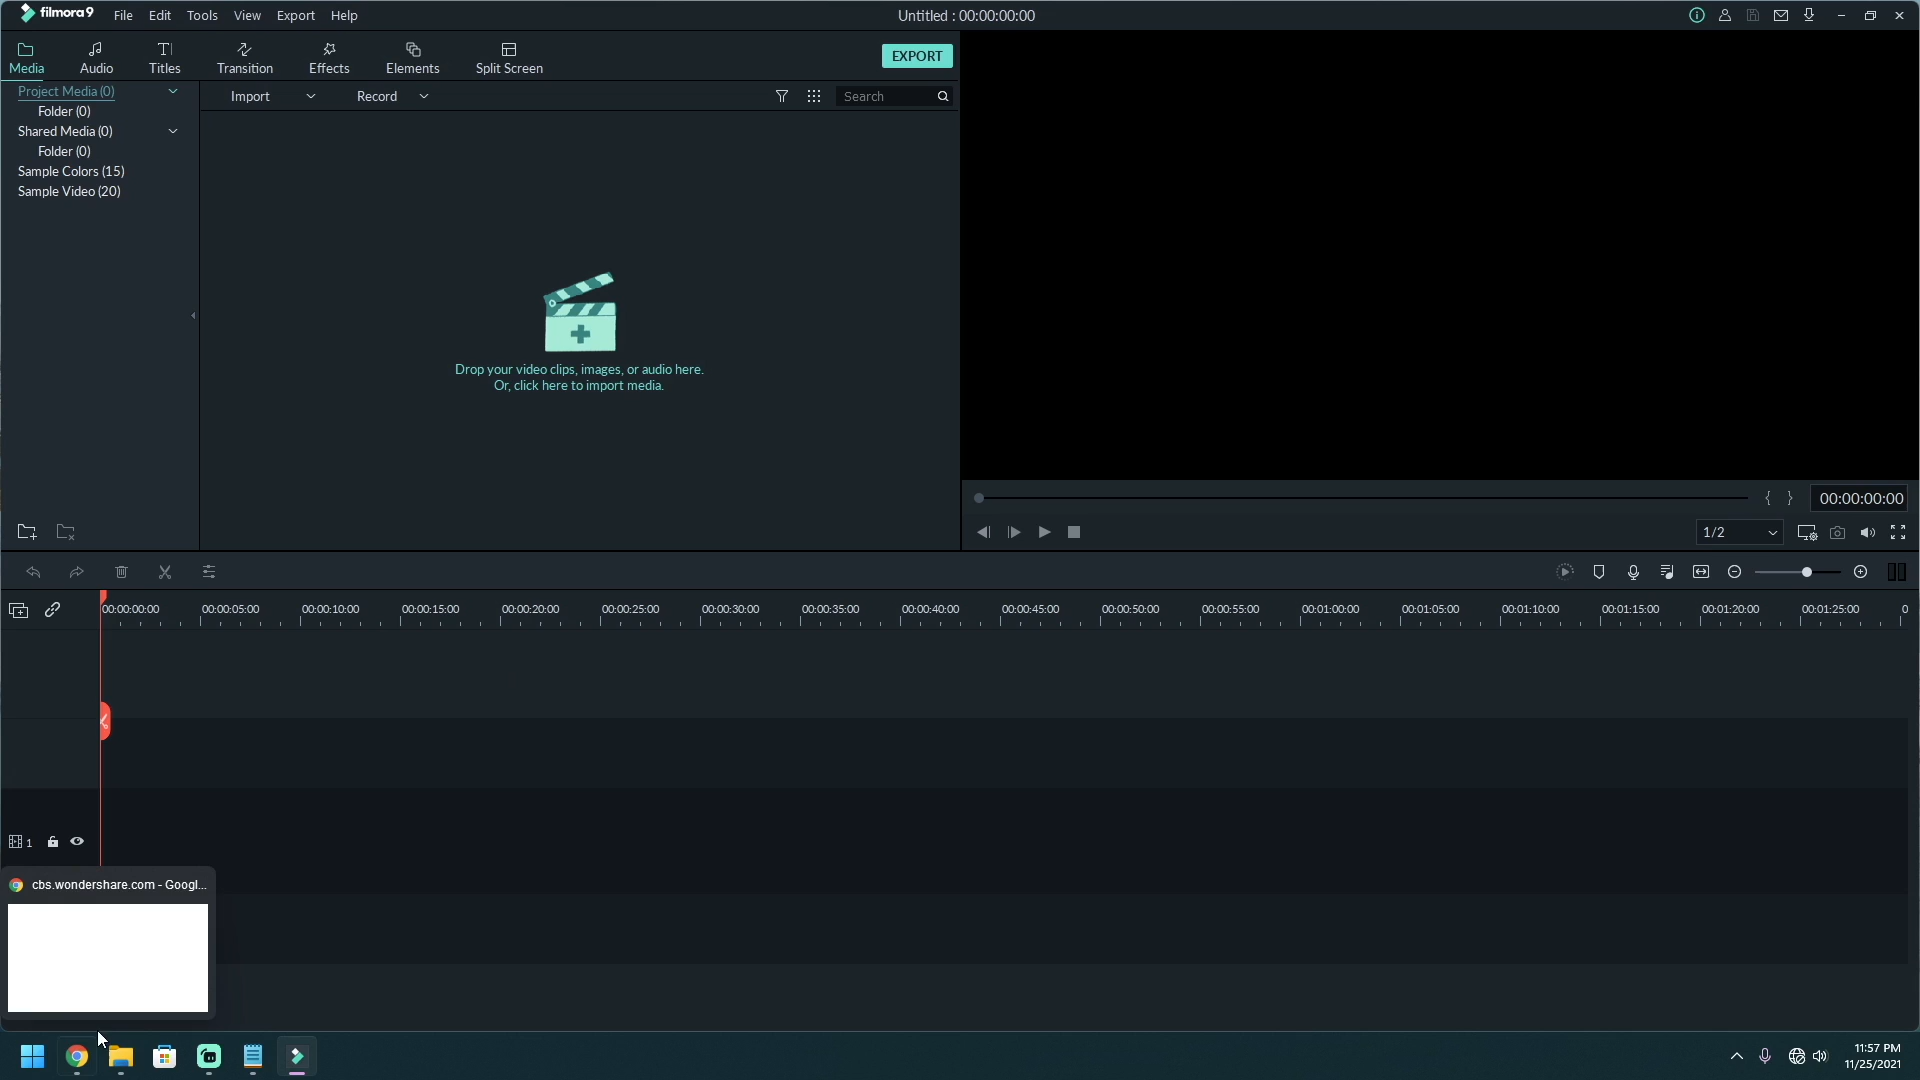 filmora9 File Edit Tools View Export Help Untitled : 00:00:00:00
Media Audio Titles Transition Effects Elements Split Screen EXPORT
Project Media (0) Import Record Search
Folder (0)
Shared Media (0)
Folder (0)
Sample Colors (15)
Sample Video (20)
Drop your video clips, images, or audio here.
Or, click here to import media.
{ } 00:00:00:00
1/2
00:00:00:00 00:00:05:00 00:00:10:00 00:00:15:00 00:00:20:00 00:00:25:00 00:00:30:00 00:00:35:00 00:00:40:00 00:00:45:00 00:00:50:00 00:00:55:00 00:01:00:00 00:01:05:00 00:01:10:00 00:01:15:00 00:01:20:00 00:01:25:00 0
1
cbs.wondershare.com - Googl...
11:57 PM
11/25/2021